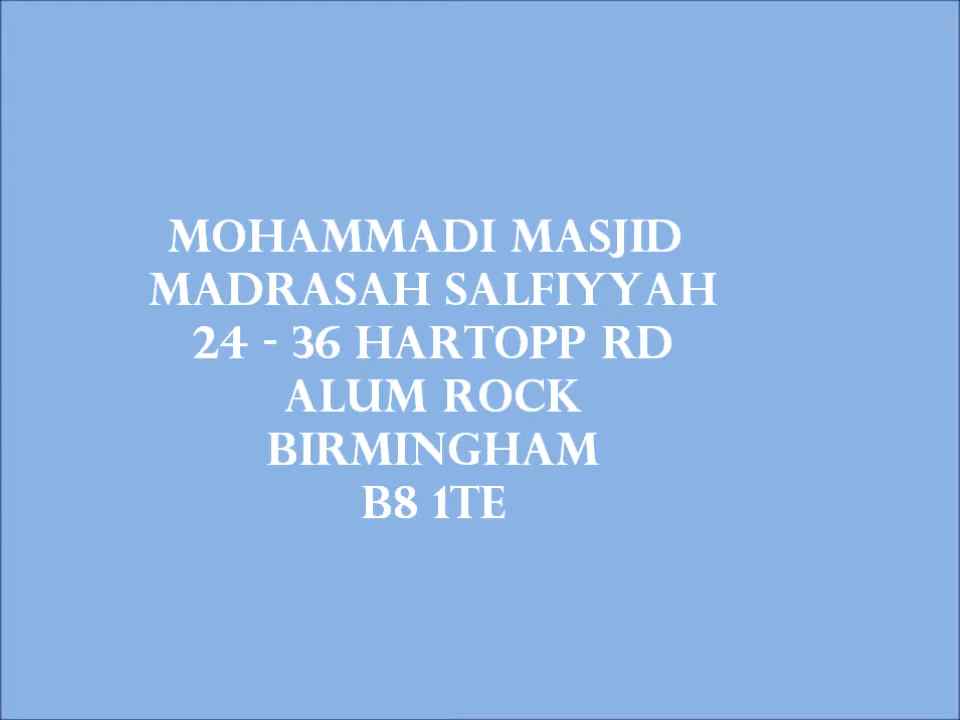 MOHAMMADI MASJID
MADRASAH SALFIYYAH
24 - 36 HARTOPP RD
ALUM ROCK
BIRMINGHAM
B8 1TE